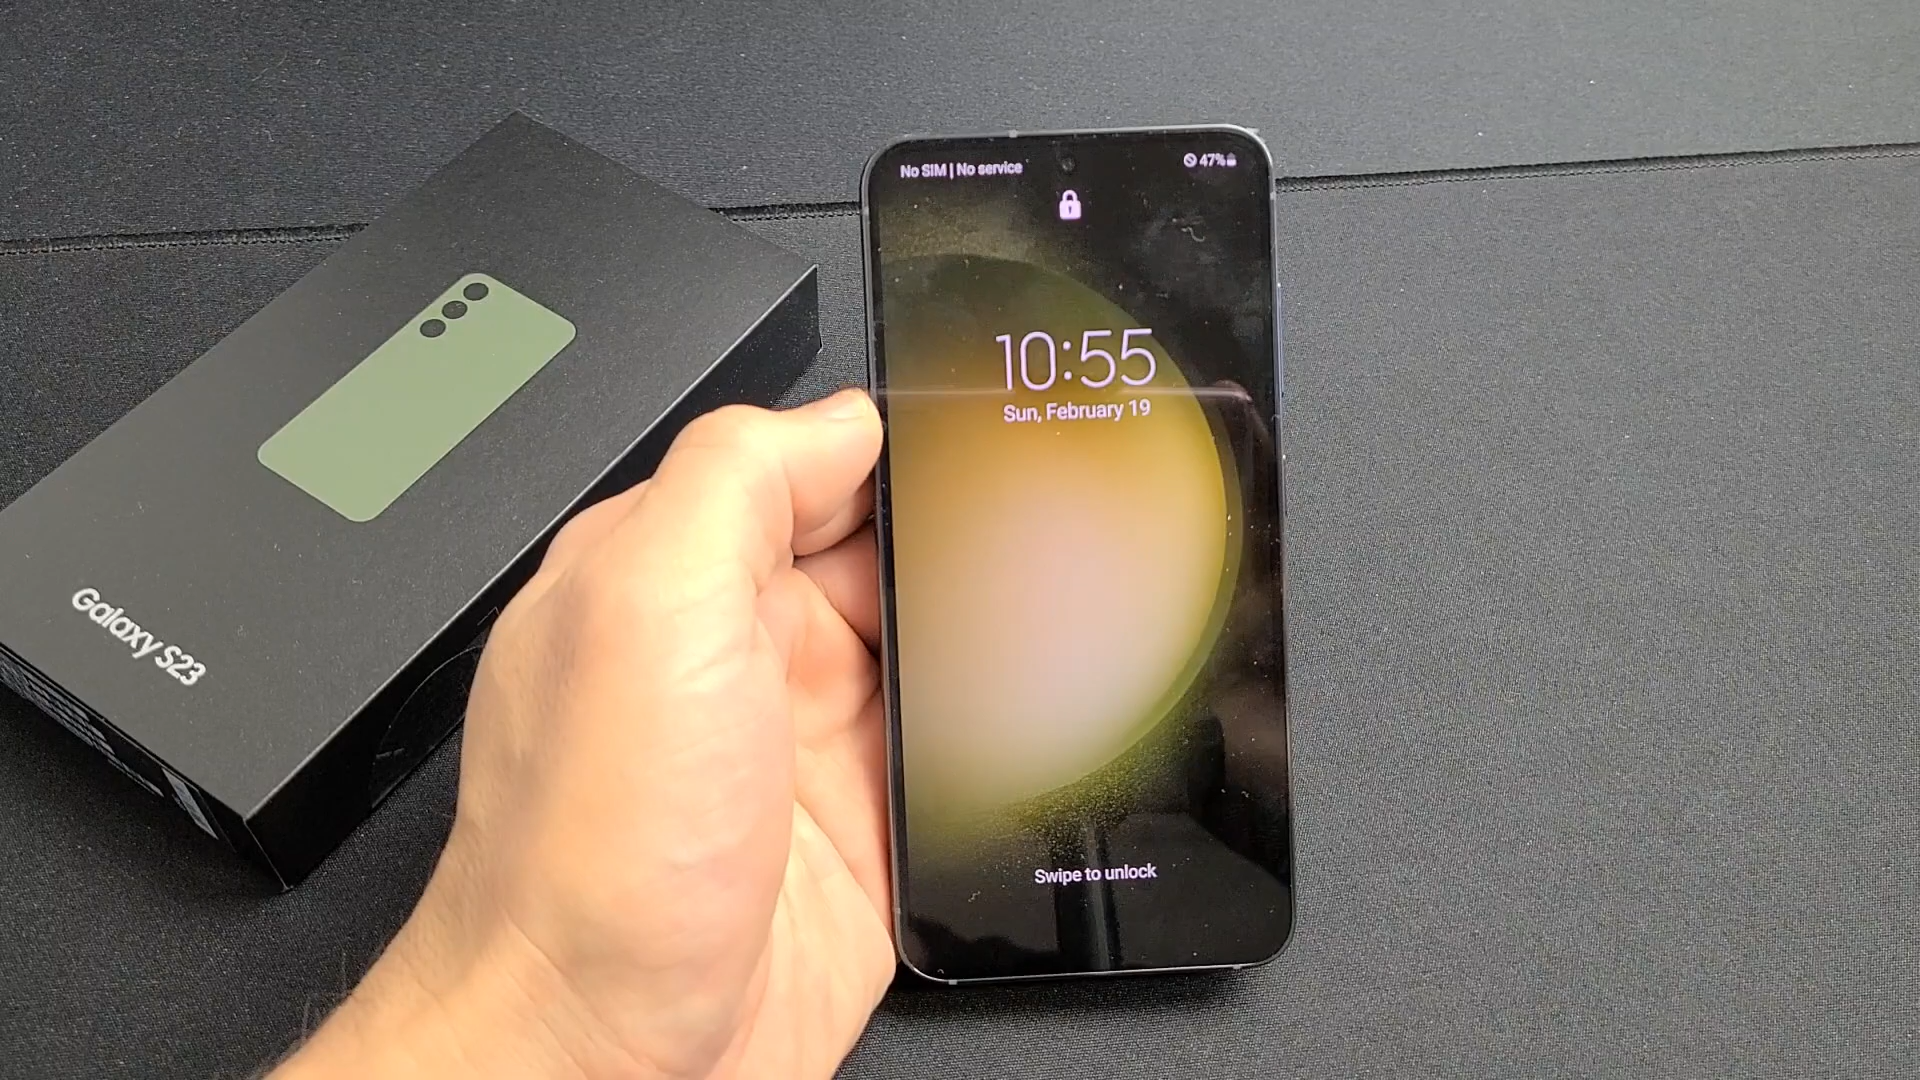 No SIM | No service
47%
10:55
Sun, February 19
Swipe to unlock
Galaxy S23